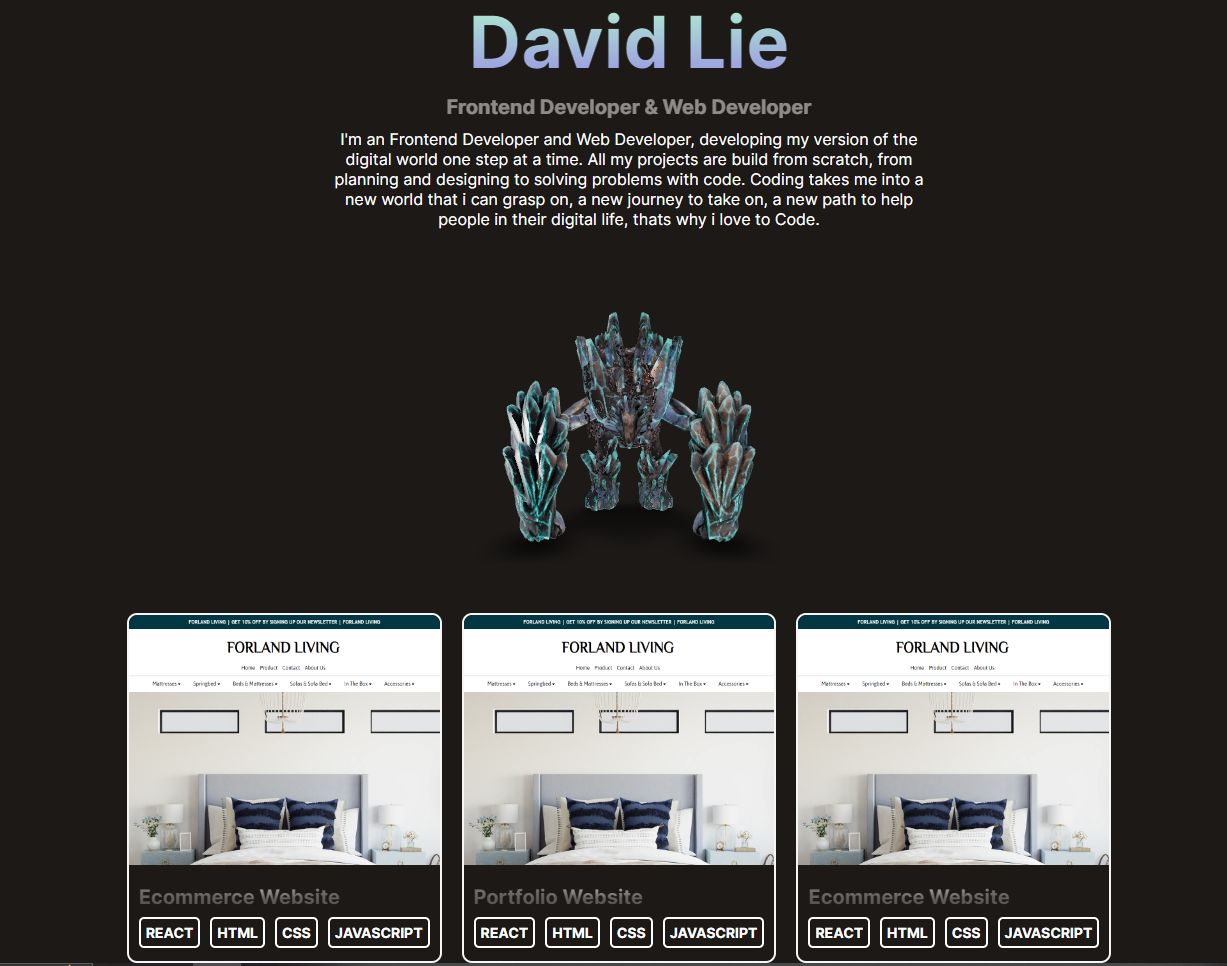 David Lie
Frontend Developer & Web Developer
I'm an Frontend Developer and Web Developer, developing my version of the
digital world one step at a time. All my projects are build from scratch, from
planning and designing to solving problems with code. Coding takes me into a
new world that i can grasp on, a new journey to take on, a new path to help
people in their digital life, thats why i love to Code.
FORLAND LIVING | GET 10% OFF BY SIGNING UP OUR NEWSLETTER | FORLAND LIVING
FORLAND LIVING
Home Product Contact About Us
Mattresses Springbed Beds & Mattresses Sofas & Sofa Bed In The Box Accessories
Ecommerce Website
REACT HTML CSS JAVASCRIPT
FORLAND LIVING | GET 10% OFF BY SIGNING UP OUR NEWSLETTER | FORLAND LIVING
FORLAND LIVING
Home Product Contact About Us
Mattresses Springbed Beds & Mattresses Sofas & Sofa Bed In The Box Accessories
Portfolio Website
REACT HTML CSS JAVASCRIPT
FORLAND LIVING | GET 10% OFF BY SIGNING UP OUR NEWSLETTER | FORLAND LIVING
FORLAND LIVING
Home Product Contact About Us
Mattresses Springbed Beds & Mattresses Sofas & Sofa Bed In The Box Accessories
Ecommerce Website
REACT HTML CSS JAVASCRIPT